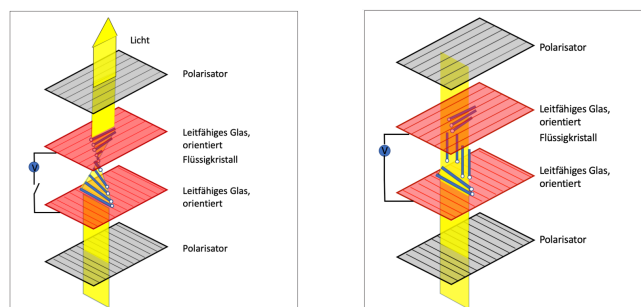 Licht
Polarisator
Leitfähiges Glas,
orientiert
Flüssigkristall
V
Leitfähiges Glas,
orientiert
Polarisator
Polarisator
Leitfähiges Glas,
orientiert
Flüssigkristall
V
Leitfähiges Glas,
orientiert
Polarisator